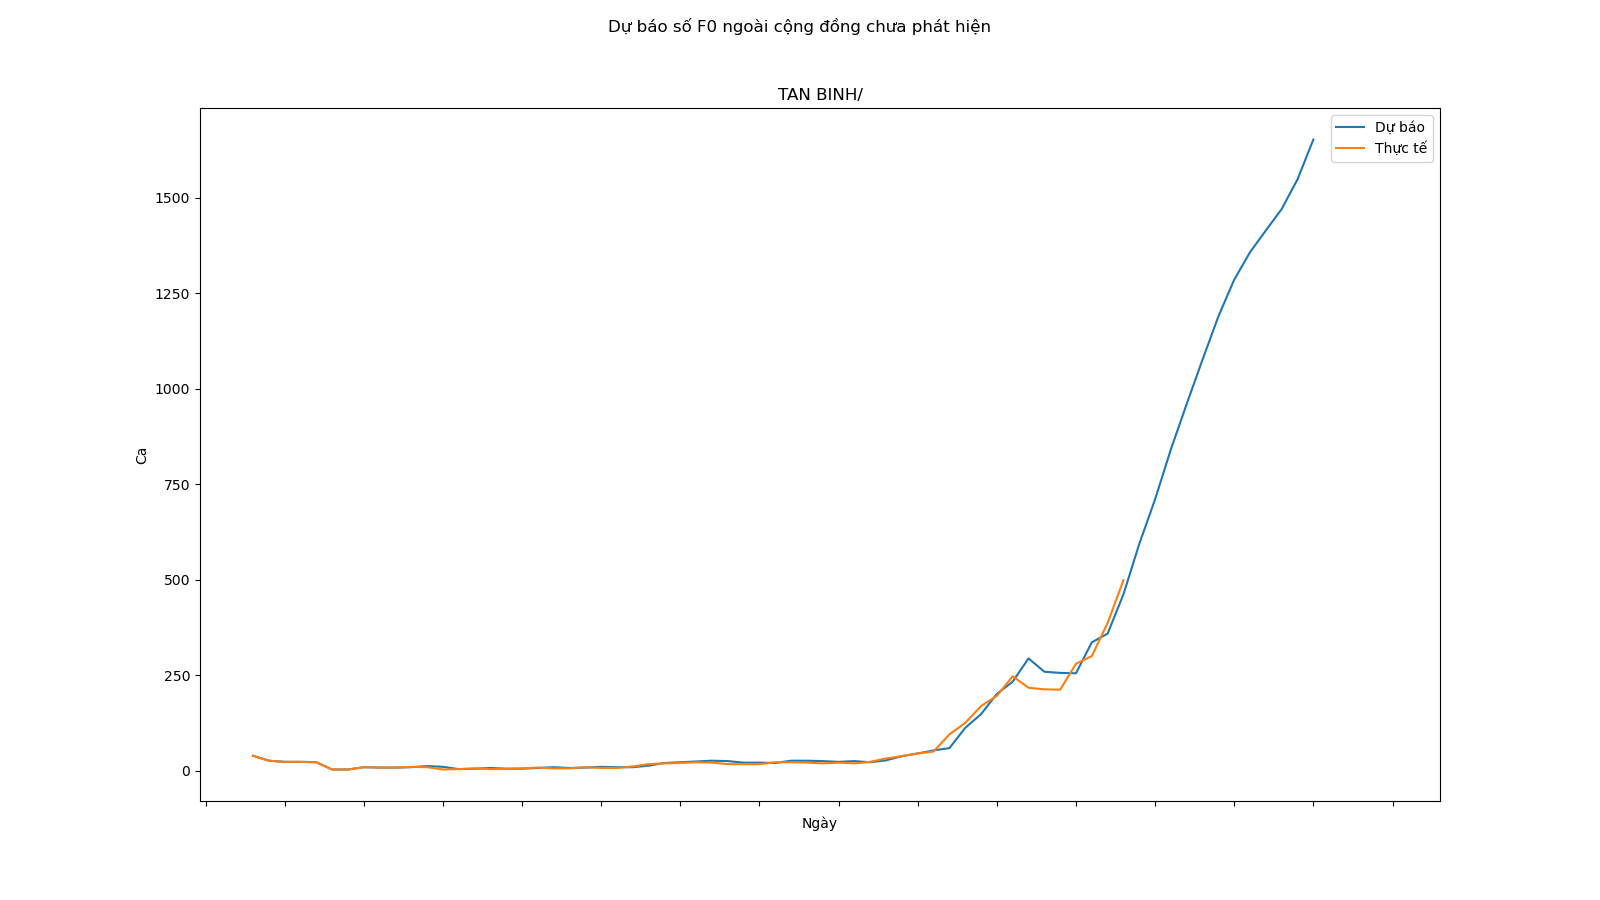 Dự báo số F0 ngoài cộng đồng chưa phát hiện
TAN BINH/
Dự báo
Thực tế
1500
1250
1000
750
500
250
0
Ca
Ngày